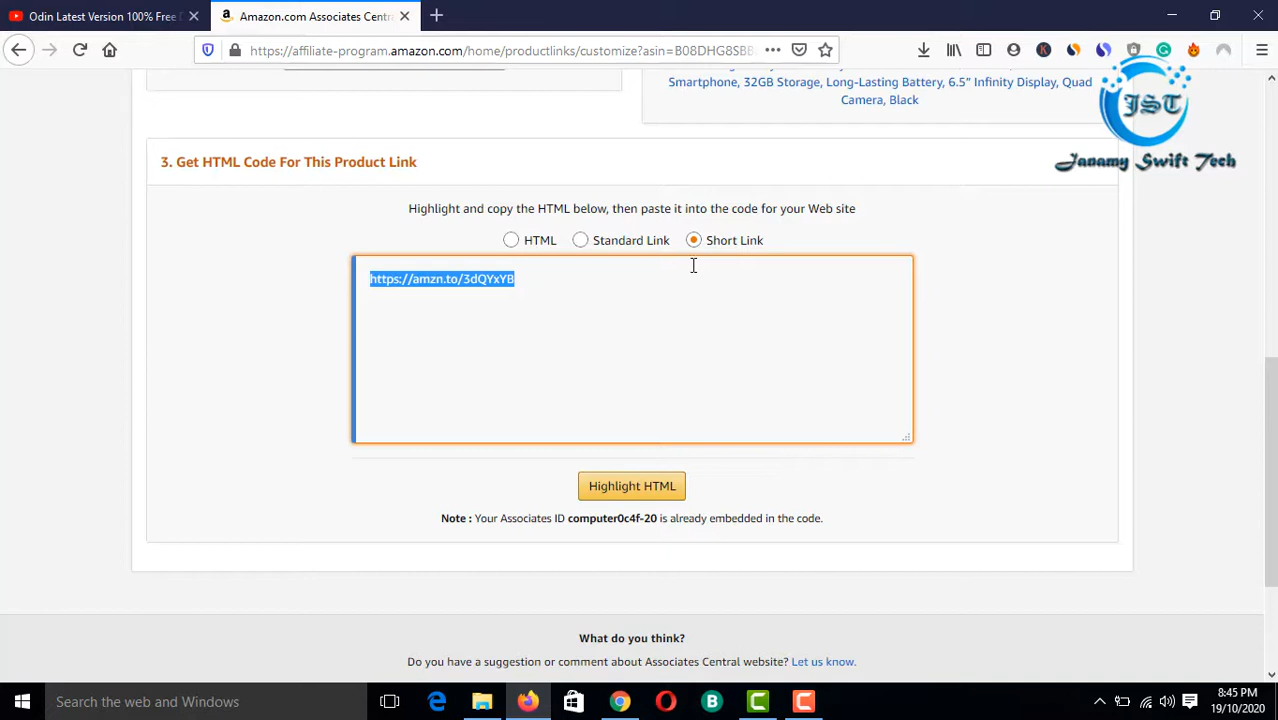 Odin Latest Version 100% Free D
Amazon.com Associates Centra
https://affiliate-program.amazon.com/home/productlinks/customize?asin=B08DHG9SBB
Smartphone, 32GB Storage, Long-Lasting Battery, 6.5” Infinity Display, Quad
Camera, Black
JST
Janamy Swift Tech
3. Get HTML Code For This Product Link
Highlight and copy the HTML below, then paste it into the code for your Web site
HTML
Standard Link
Short Link
https://amzn.to/3dQYxYB
Highlight HTML
Note : Your Associates ID computer0c4f-20 is already embedded in the code.
What do you think?
Do you have a suggestion or comment about Associates Central website? Let us know.
Search the web and Windows
8:45 PM
19/10/2020